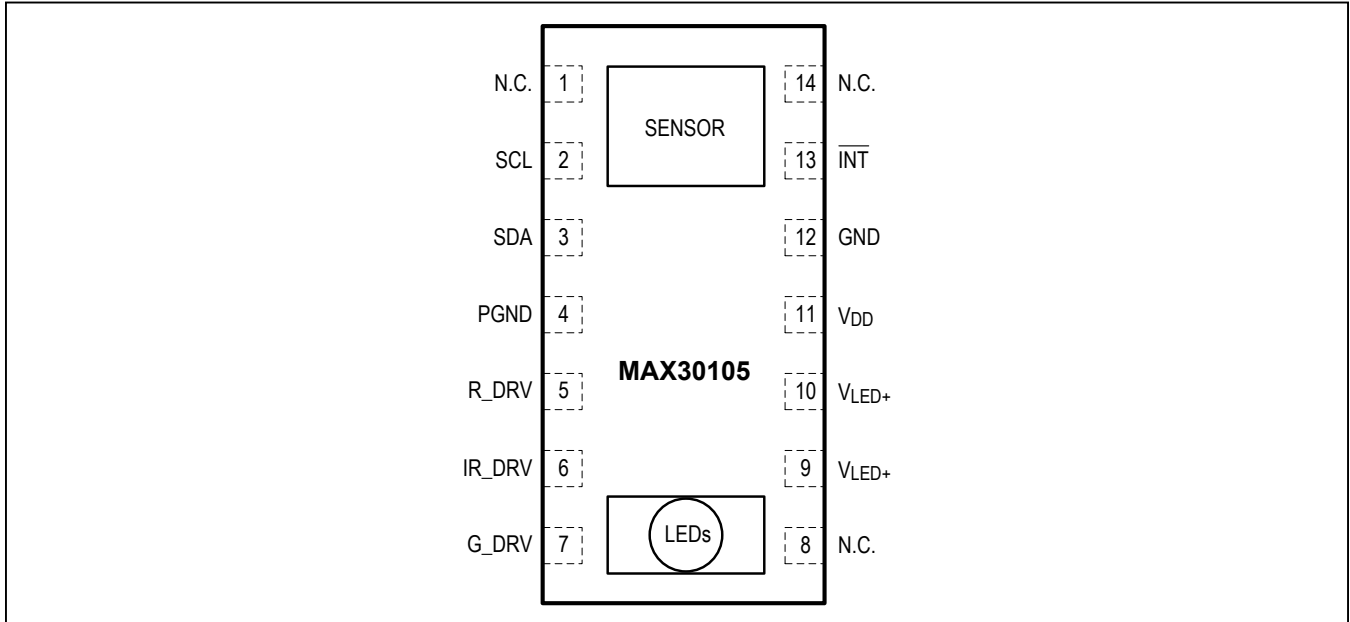 N.C. 1 14 N.C.
SENSOR
SCL 2 13 I̅N̅T̅
SDA 3 12 GND
PGND 4 11 VDD
MAX30105
R_DRV 5 10 VLED+
IR_DRV 6 9 VLED+
LEDs
G_DRV 7 8 N.C.